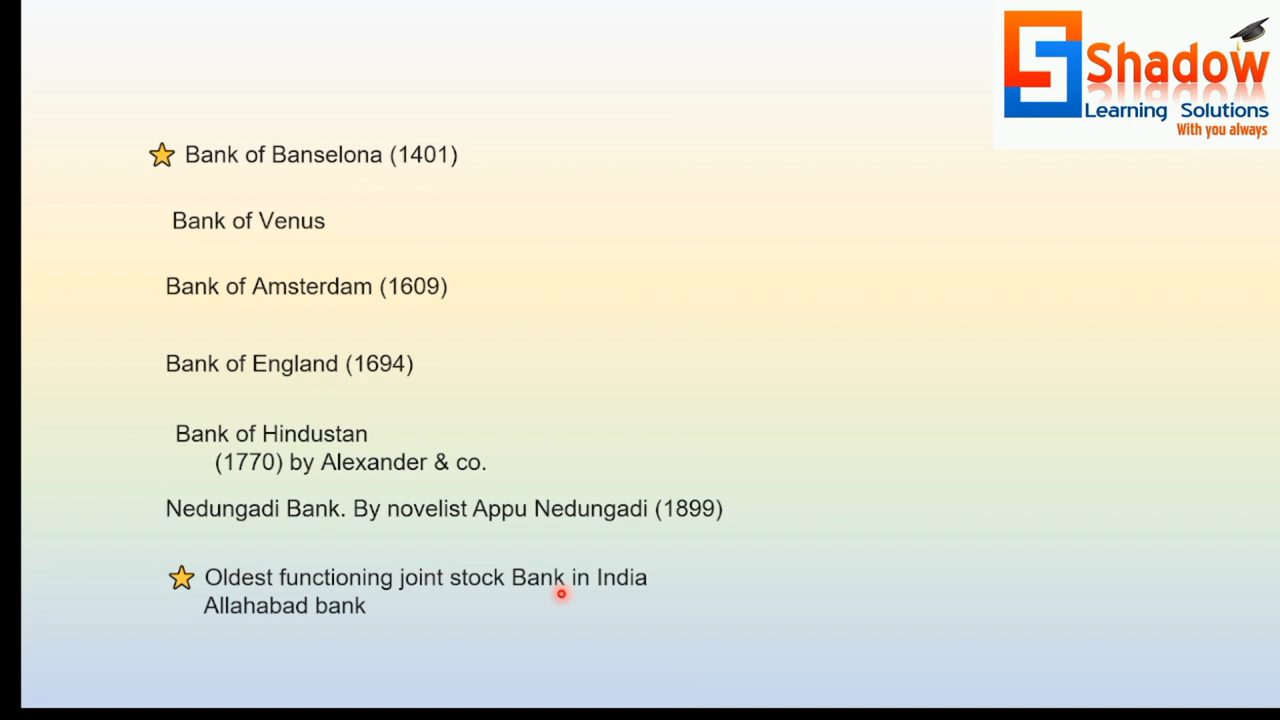 Shadow
Learning Solutions
With you always
Bank of Banselona (1401)
Bank of Venus
Bank of Amsterdam (1609)
Bank of England (1694)
Bank of Hindustan
(1770) by Alexander & co.
Nedungadi Bank. By novelist Appu Nedungadi (1899)
Oldest functioning joint stock Bank in India
Allahabad bank